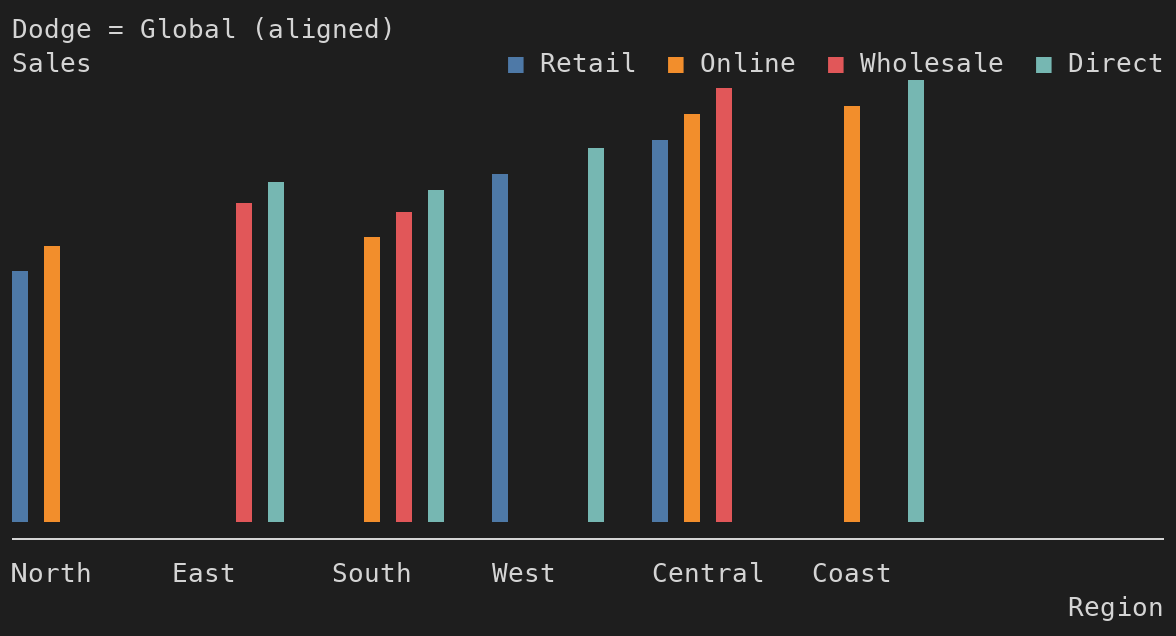 Dodge = Global (aligned)
Sales
Retail Online Wholesale Direct
North East South West Central Coast
Region